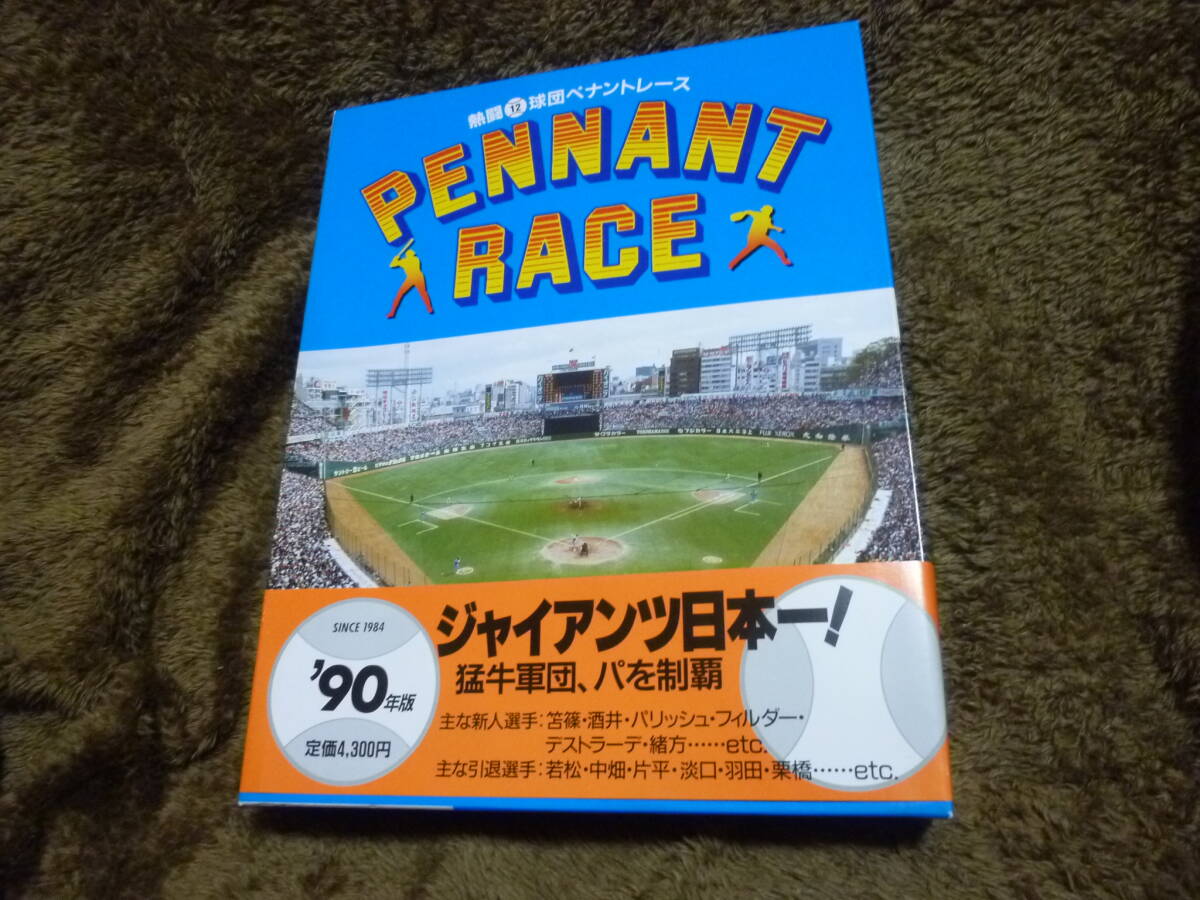 熱闘12球団ペナントレース
PENNANT
RACE
SINCE 1984
'90年版
定価4,300円
ジャイアンツ日本一!
猛牛軍団、パを制覇
主な新人選手:笘篠・酒井・パリッシュ・フィルダー・
テストラーデ・緒方……etc.
主な引退選手:若松・中畑・片平・淡口・羽田・栗橋……etc.